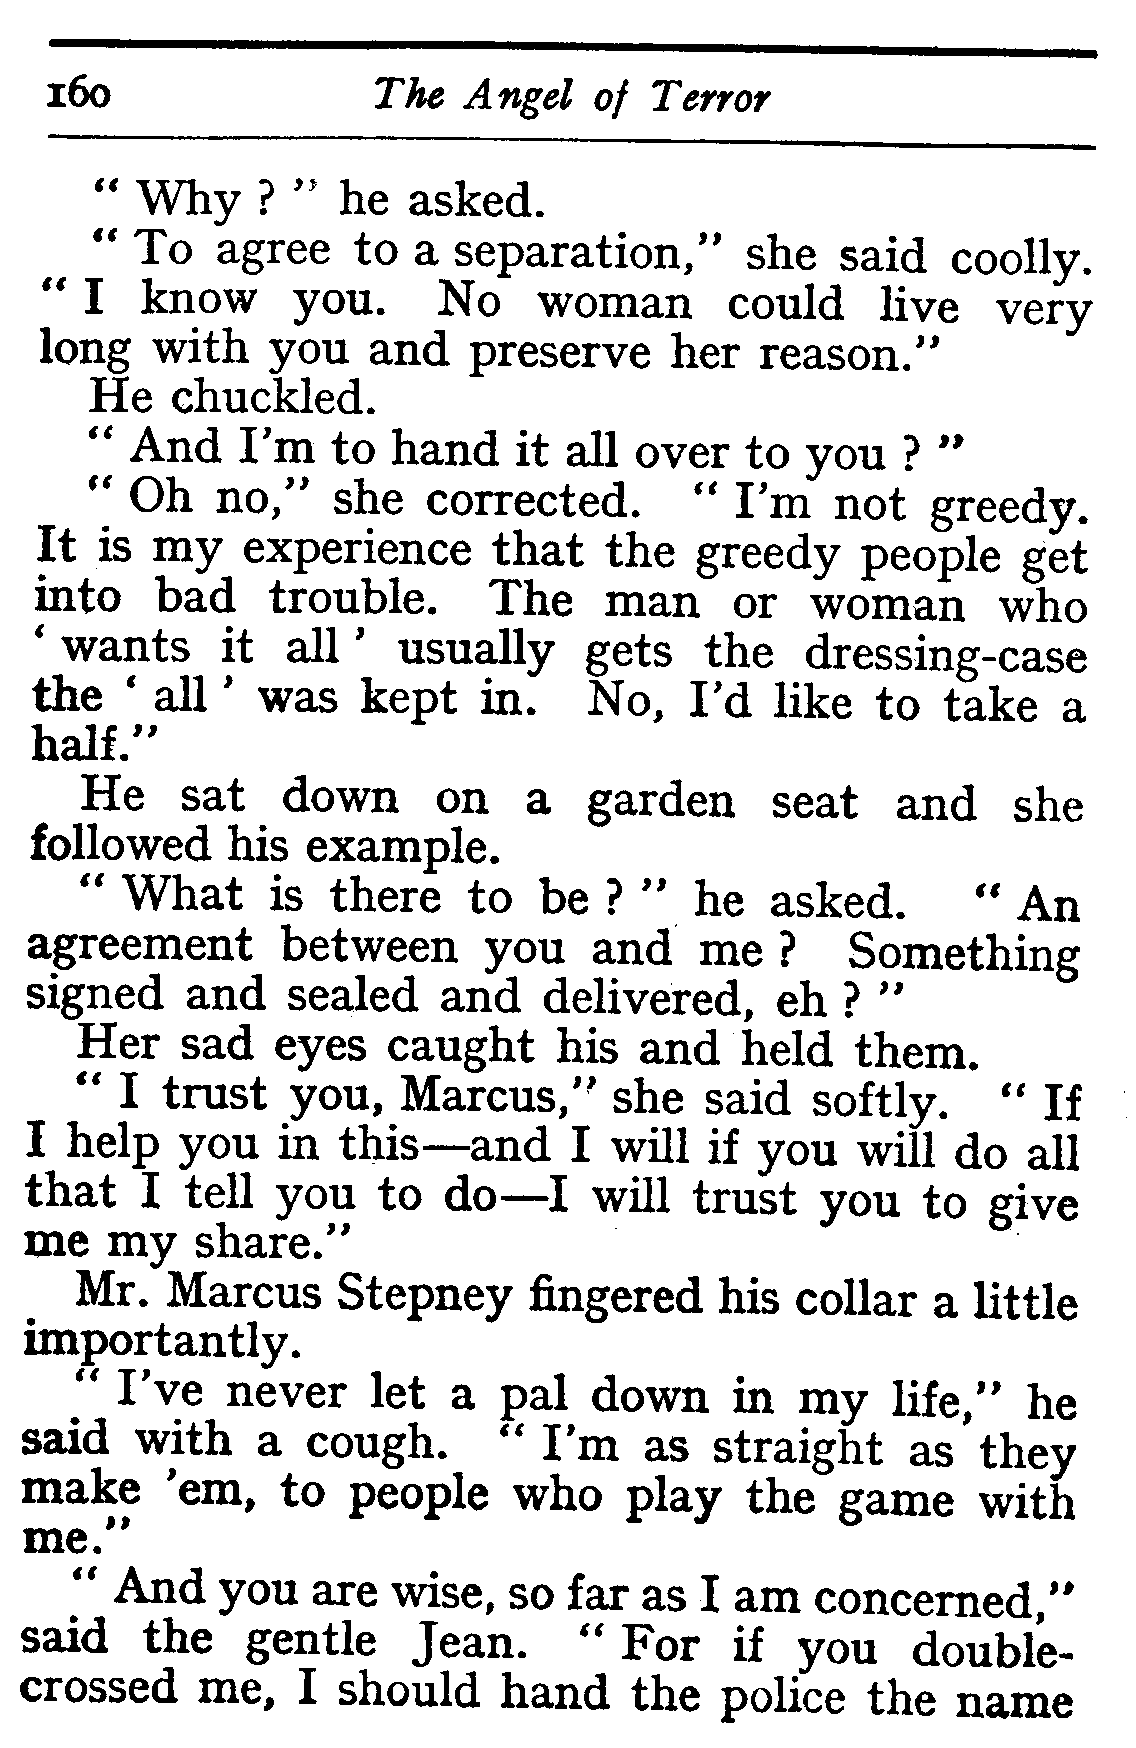 160 The Angel of Terror
“ Why ? ” he asked.
“ To agree to a separation,” she said coolly.
“ I know you. No woman could live very
long with you and preserve her reason.”
He chuckled.
“ And I’m to hand it all over to you ? ”
“ Oh no,” she corrected. “ I’m not greedy.
It is my experience that the greedy people get
into bad trouble. The man or woman who
‘ wants it all ’ usually gets the dressing-case
the ‘ all ’ was kept in. No, I’d like to take a
half.”
He sat down on a garden seat and she
followed his example.
“ What is there to be ? ” he asked. “ An
agreement between you and me ? Something
signed and sealed and delivered, eh ? ”
Her sad eyes caught his and held them.
“ I trust you, Marcus,” she said softly. “ If
I help you in this—and I will if you will do all
that I tell you to do—I will trust you to give
me my share.”
Mr. Marcus Stepney fingered his collar a little
importantly.
“ I’ve never let a pal down in my life,” he
said with a cough. “ I’m as straight as they
make ’em, to people who play the game with
me.”
“ And you are wise, so far as I am concerned,”
said the gentle Jean. “ For if you double-
crossed me, I should hand the police the name